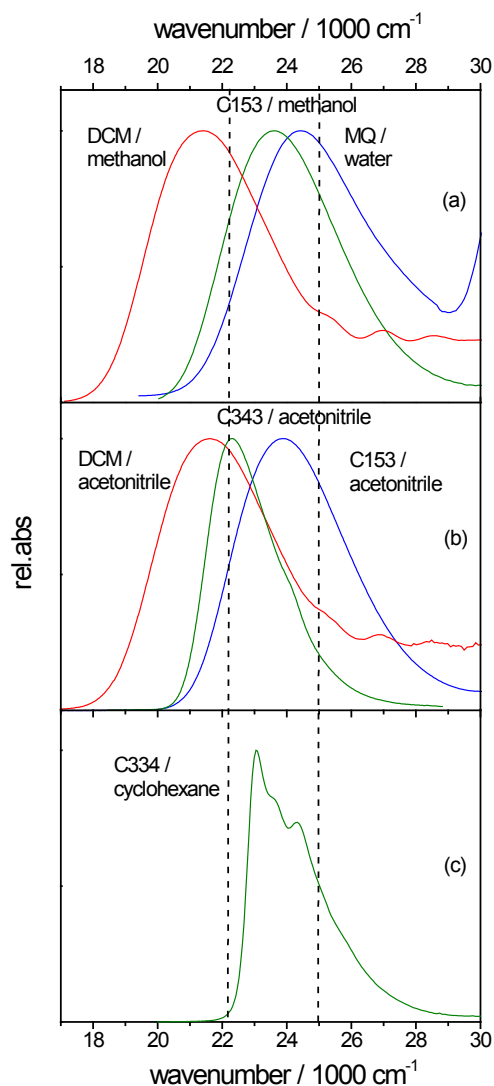 wavenumber / 1000 cm⁻¹
18 20 22 24 26 28 30
C153 / methanol
DCM / methanol
MQ / water
(a)
C343 / acetonitrile
DCM / acetonitrile
C153 / acetonitrile
(b)
rel.abs
C334 / cyclohexane
(c)
18 20 22 24 26 28 30
wavenumber / 1000 cm⁻¹